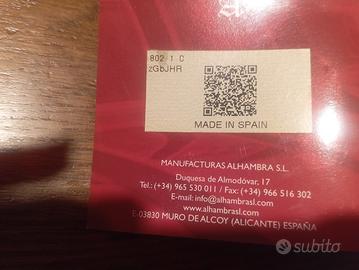 802 1 C
zGbJHR
MADE IN SPAIN
MANUFACTURAS ALHAMBRA S.L.
Duquesa de Almodóvar, 17
Tel.: (+34) 965 530 011 / Fax: (+34) 966 516 302
E-mail: info@alhambrasl.com
www.alhambrasl.com
E-03830 MURO DE ALCOY (ALICANTE) ESPAÑA
subito